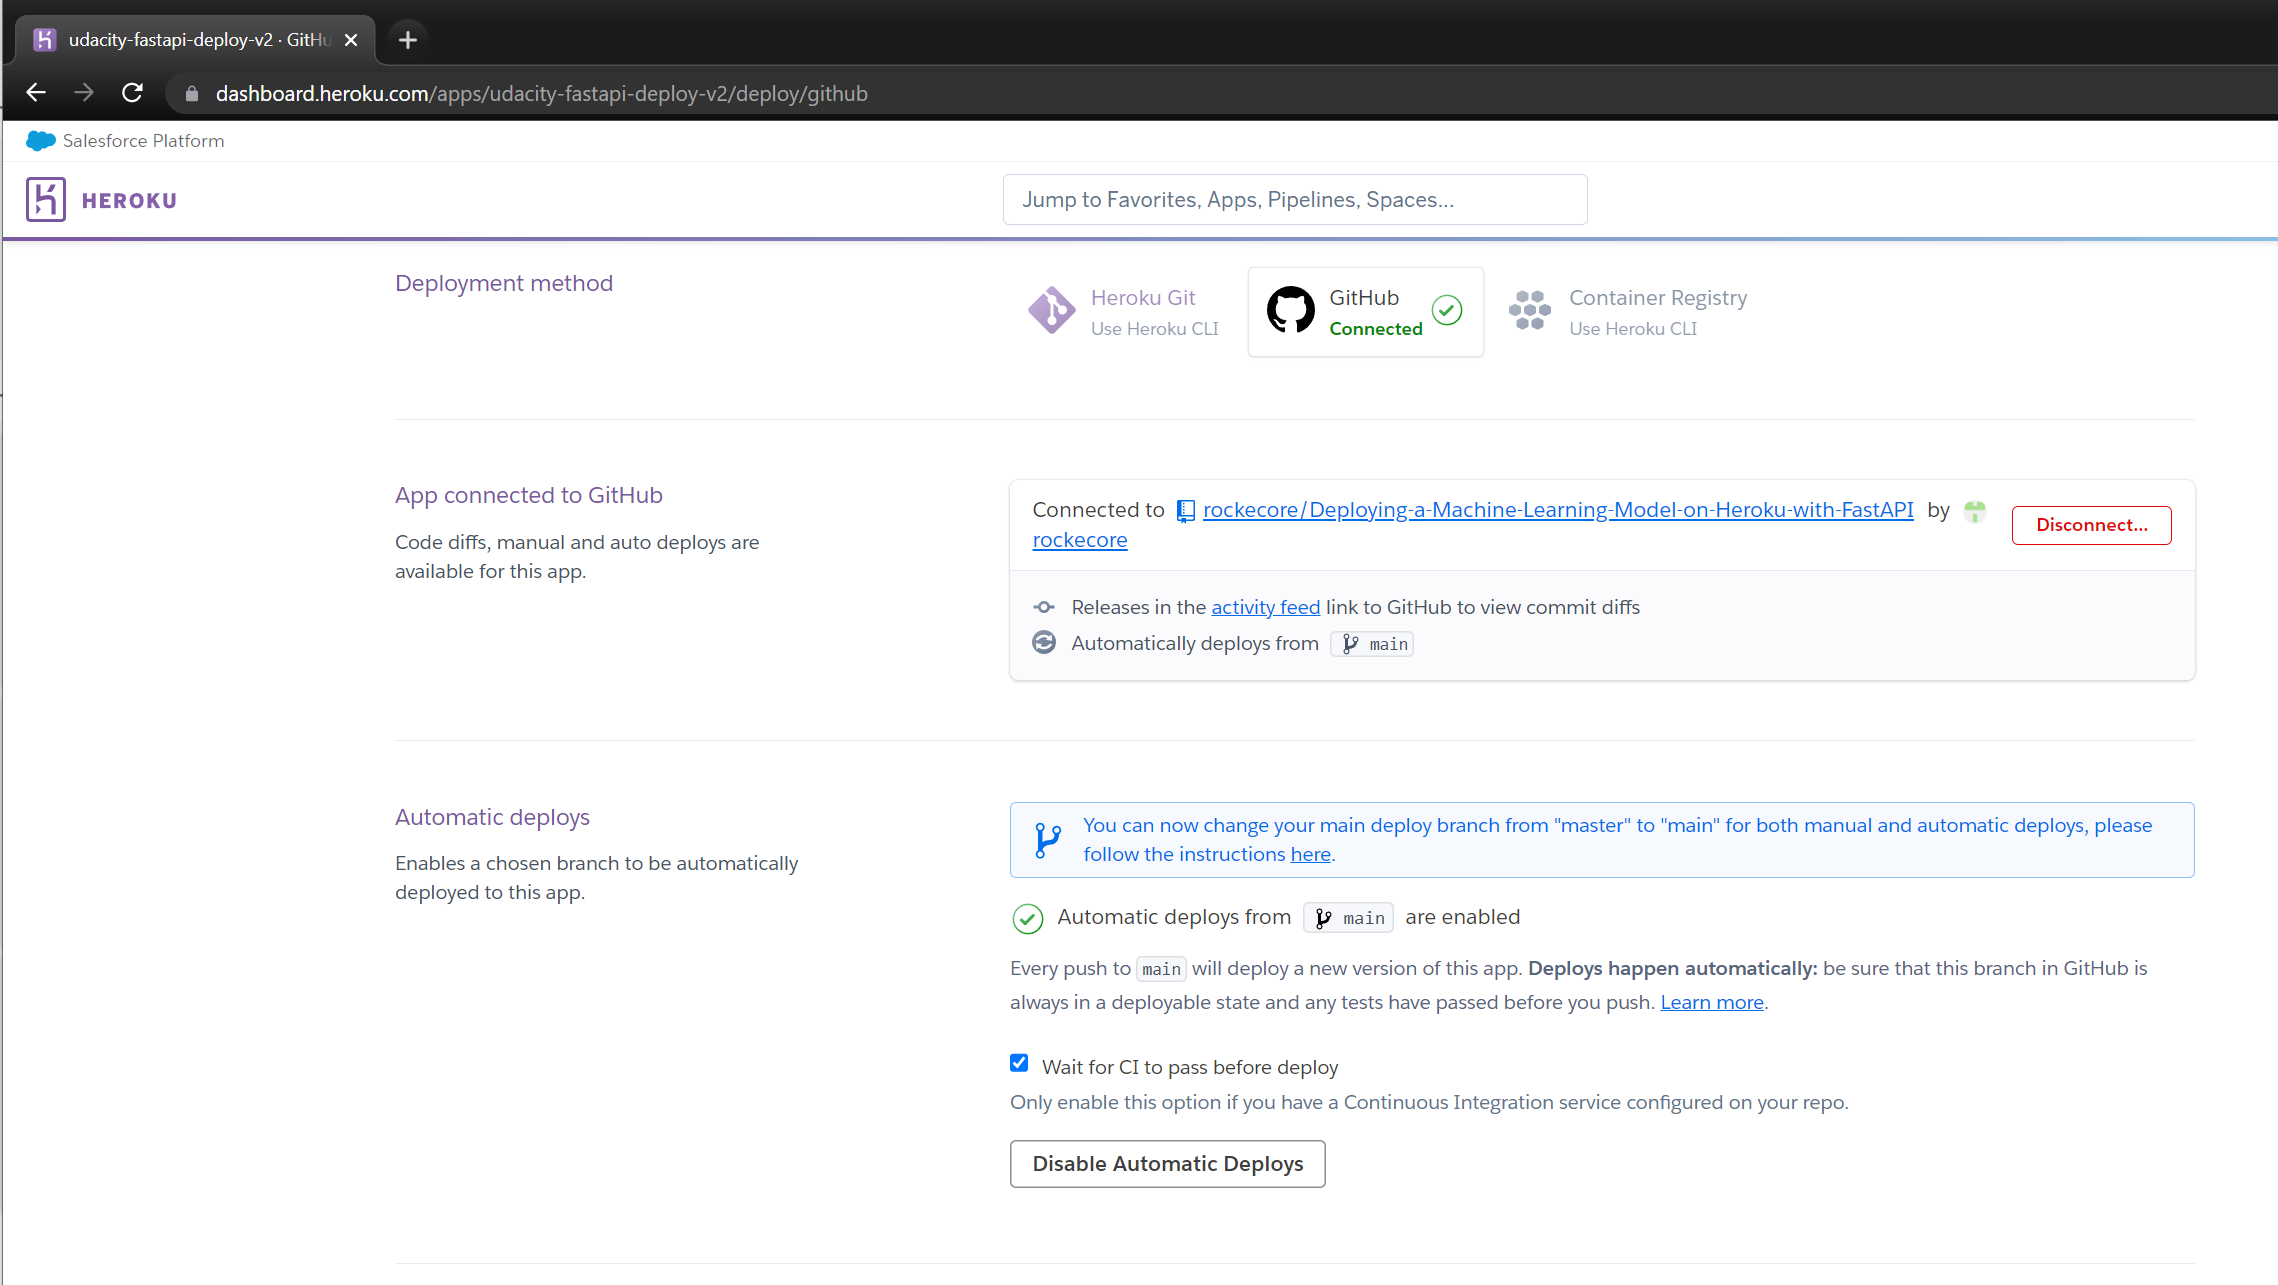 udacity-fastapi-deploy-v2 · GitHu
dashboard.heroku.com/apps/udacity-fastapi-deploy-v2/deploy/github
Salesforce Platform
HEROKU
Jump to Favorites, Apps, Pipelines, Spaces...
Deployment method
Heroku Git
Use Heroku CLI
GitHub
Connected
Container Registry
Use Heroku CLI
App connected to GitHub
Code diffs, manual and auto deploys are
available for this app.
Connected to rockecore/Deploying-a-Machine-Learning-Model-on-Heroku-with-FastAPI by
rockecore
Disconnect...
Releases in the activity feed link to GitHub to view commit diffs
Automatically deploys from main
Automatic deploys
Enables a chosen branch to be automatically
deployed to this app.
You can now change your main deploy branch from "master" to "main" for both manual and automatic deploys, please
follow the instructions here.
Automatic deploys from main are enabled
Every push to main will deploy a new version of this app. Deploys happen automatically: be sure that this branch in GitHub is
always in a deployable state and any tests have passed before you push. Learn more.
Wait for CI to pass before deploy
Only enable this option if you have a Continuous Integration service configured on your repo.
Disable Automatic Deploys